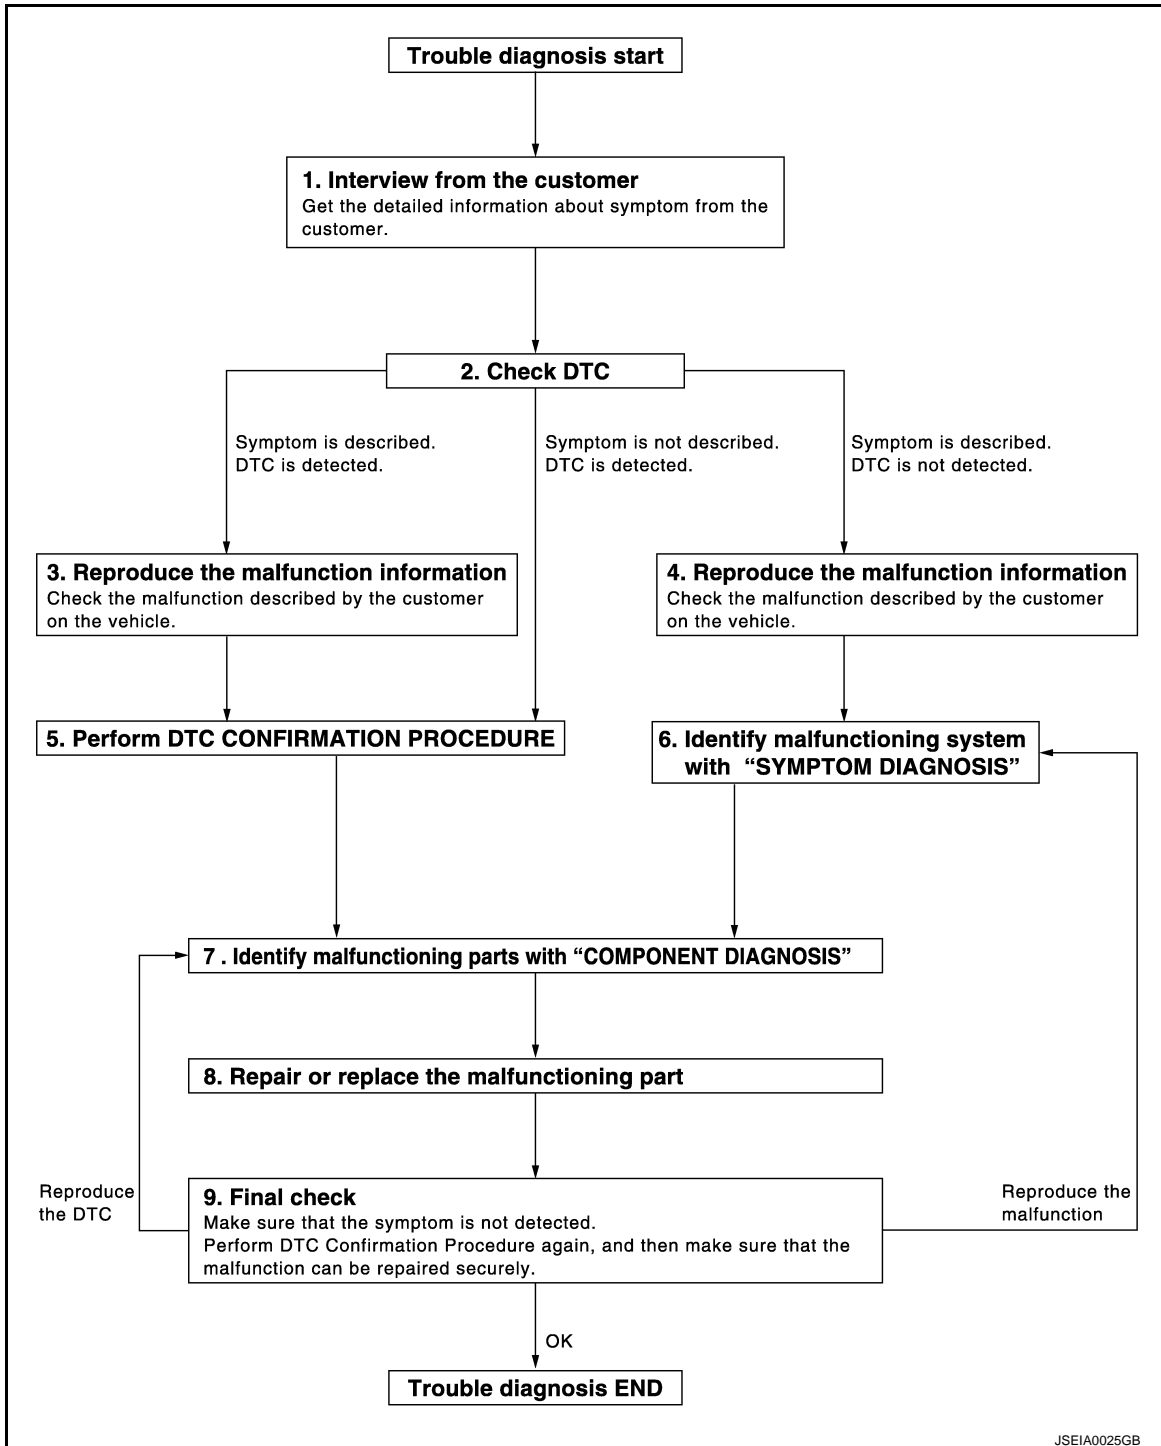 Trouble diagnosis start
1. Interview from the customer
Get the detailed information about symptom from the
customer.
2. Check DTC
Symptom is described.
DTC is detected.
Symptom is not described.
DTC is detected.
Symptom is described.
DTC is not detected.
3. Reproduce the malfunction information
Check the malfunction described by the customer
on the vehicle.
4. Reproduce the malfunction information
Check the malfunction described by the customer
on the vehicle.
5. Perform DTC CONFIRMATION PROCEDURE
6. Identify malfunctioning system
with “SYMPTOM DIAGNOSIS”
7 . Identify malfunctioning parts with “COMPONENT DIAGNOSIS”
8. Repair or replace the malfunctioning part
Reproduce
the DTC
9. Final check
Make sure that the symptom is not detected.
Perform DTC Confirmation Procedure again, and then make sure that the
malfunction can be repaired securely.
Reproduce the
malfunction
OK
Trouble diagnosis END
JSEIA0025GB